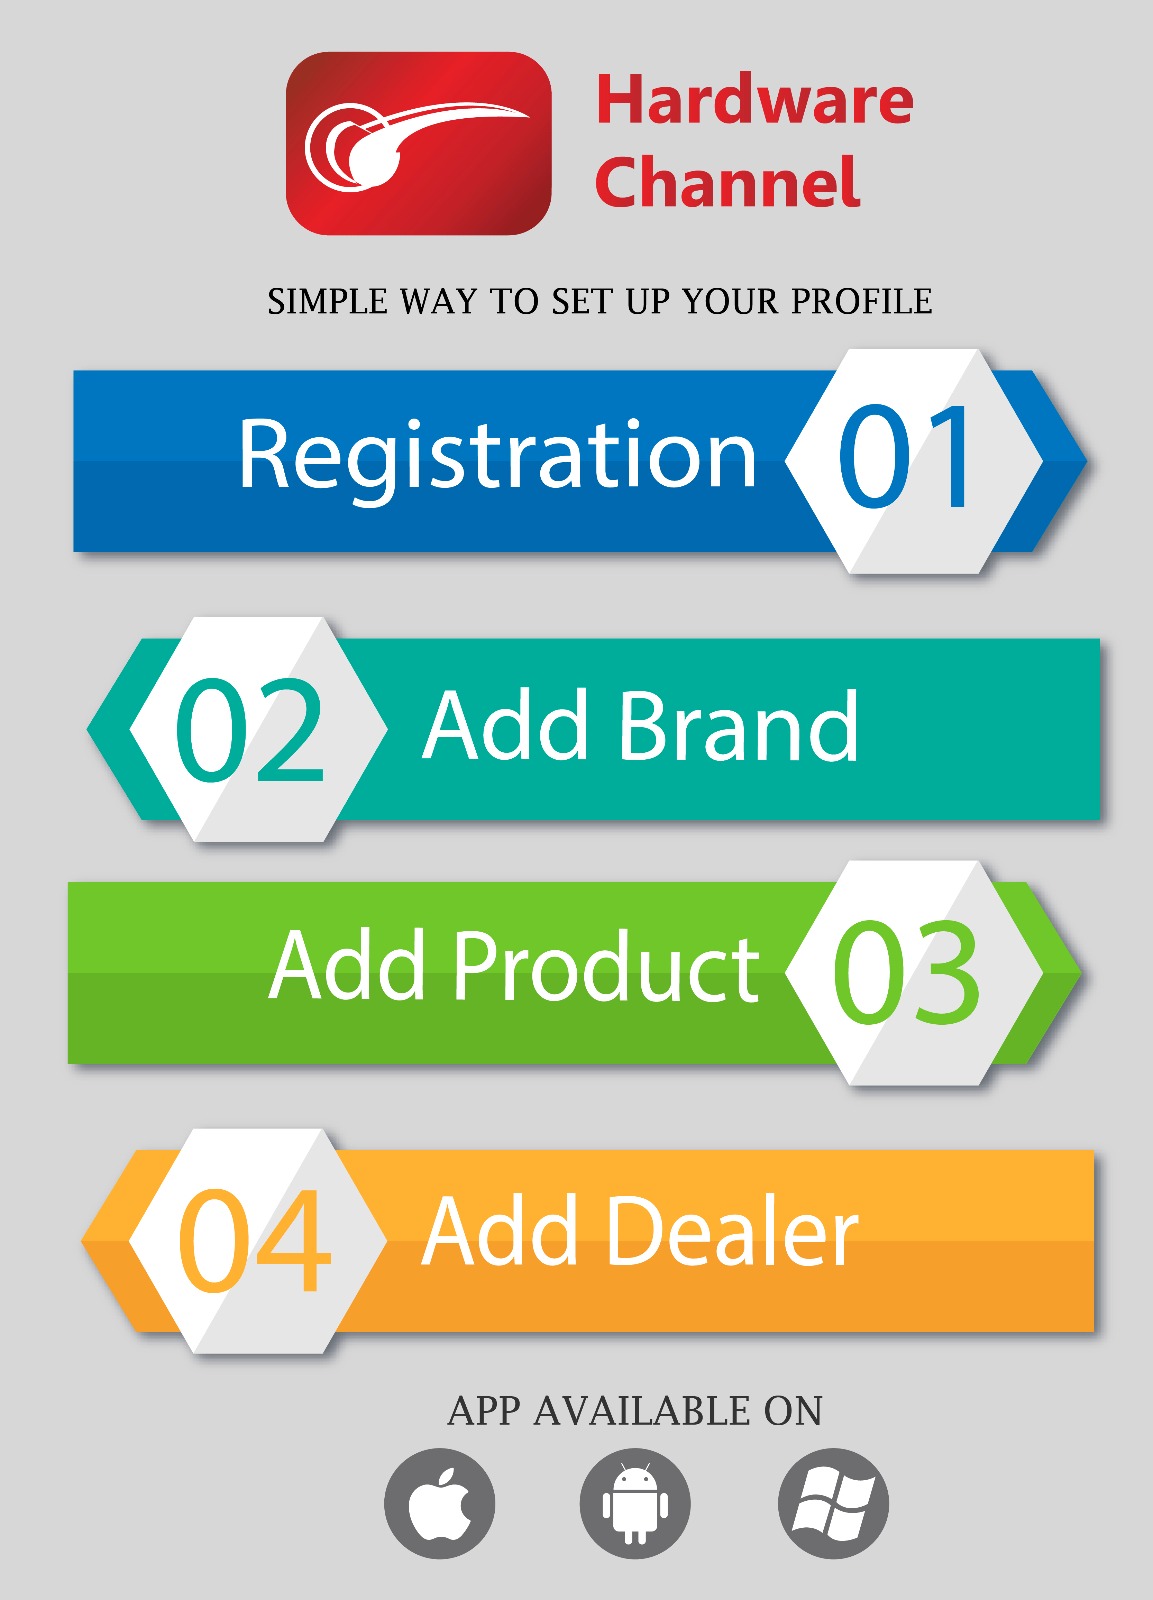 Hardware
Channel
SIMPLE WAY TO SET UP YOUR PROFILE
Registration 01
02 Add Brand
Add Product 03
04 Add Dealer
APP AVAILABLE ON